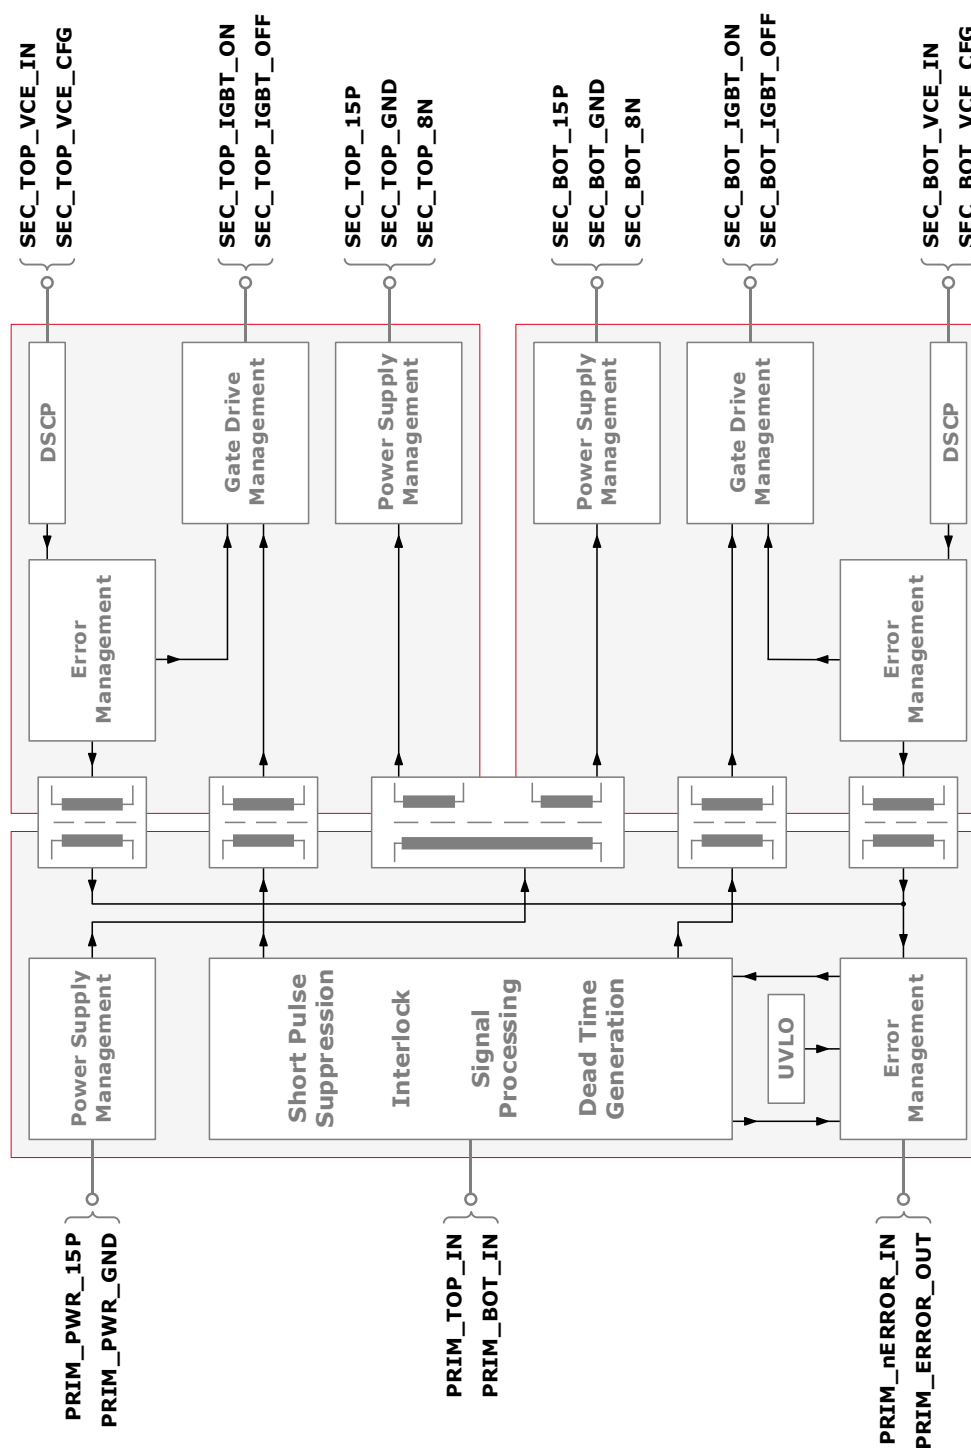 SEC_TOP_VCE_IN
SEC_TOP_VCE_CFG
SEC_TOP_IGBT_ON
SEC_TOP_IGBT_OFF
SEC_TOP_15P
SEC_TOP_GND
SEC_TOP_8N
SEC_BOT_15P
SEC_BOT_GND
SEC_BOT_8N
SEC_BOT_IGBT_ON
SEC_BOT_IGBT_OFF
SEC_BOT_VCE_IN
SEC_BOT_VCE_CFG
DSCP
Gate Drive
Management
Power Supply
Management
Power Supply
Management
Gate Drive
Management
DSCP
Error
Management
Error
Management
Power Supply
Management
Short Pulse
Suppression
Interlock
Signal
Processing
Dead Time
Generation
UVLO
Error
Management
PRIM_PWR_15P
PRIM_PWR_GND
PRIM_TOP_IN
PRIM_BOT_IN
PRIM_nERROR_IN
PRIM_ERROR_OUT